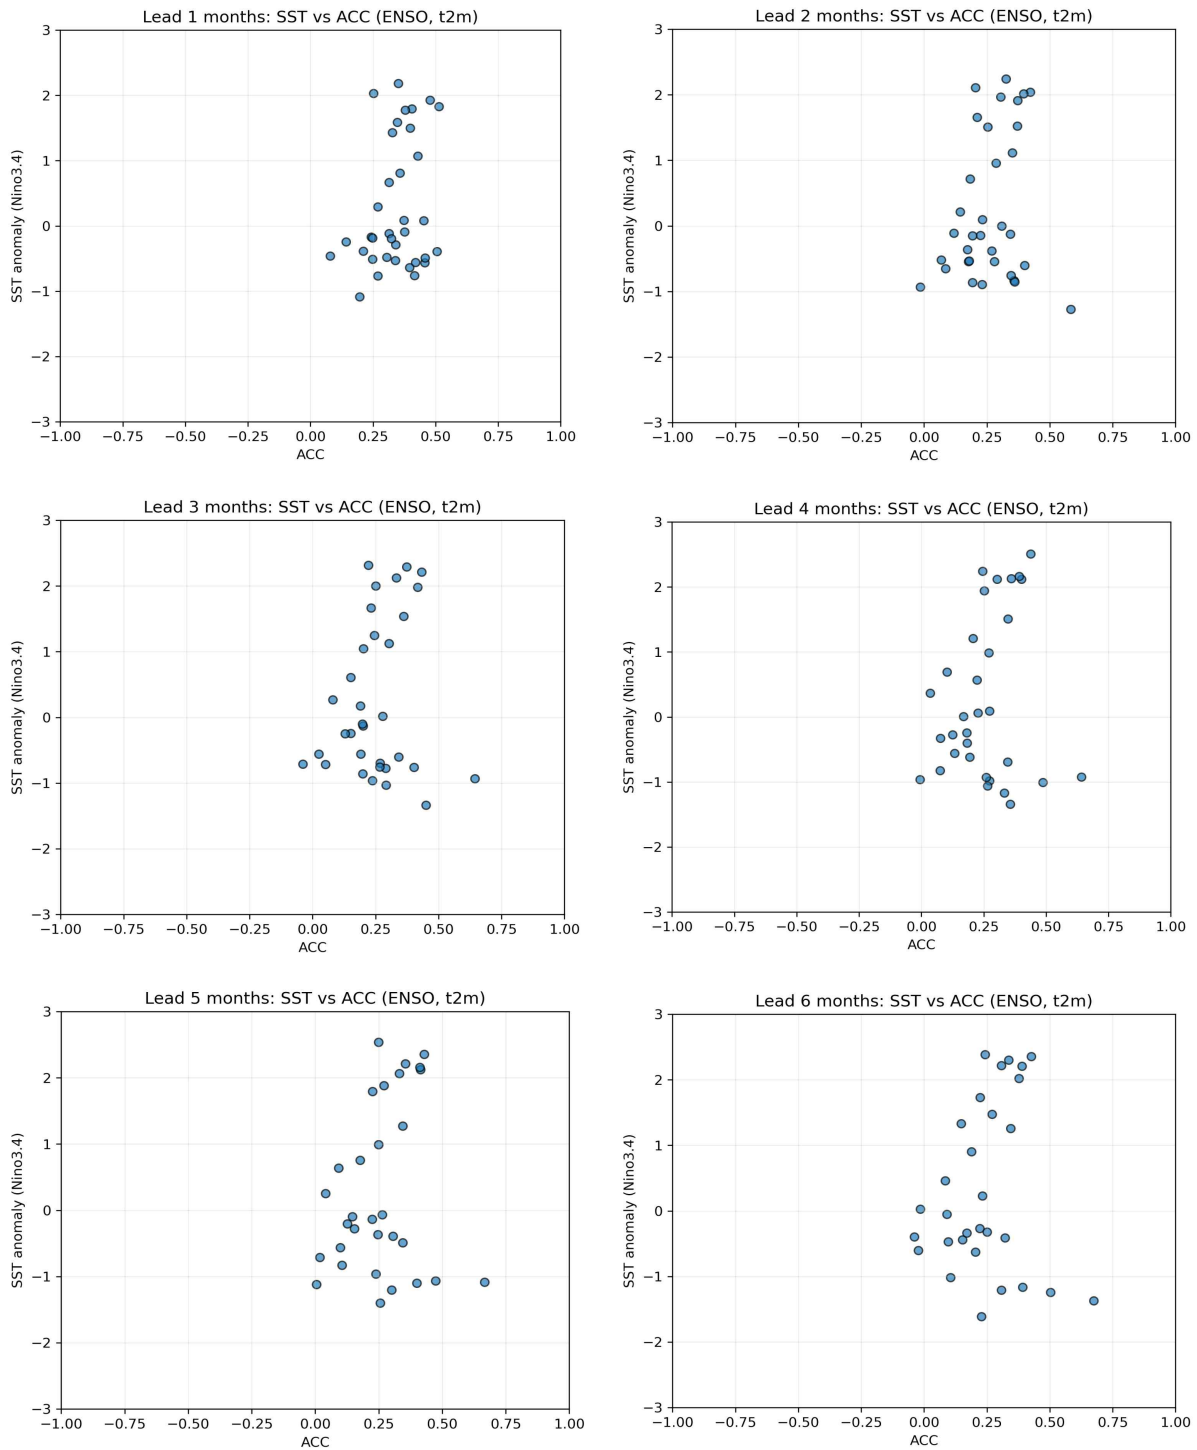 Lead 1 months: SST vs ACC (ENSO, t2m)
3
2
1
0
−1
−2
−3
SST anomaly (Nino3.4)
−1.00 −0.75 −0.50 −0.25 0.00 0.25 0.50 0.75 1.00
ACC
Lead 2 months: SST vs ACC (ENSO, t2m)
3
2
1
0
−1
−2
−3
SST anomaly (Nino3.4)
−1.00 −0.75 −0.50 −0.25 0.00 0.25 0.50 0.75 1.00
ACC
Lead 3 months: SST vs ACC (ENSO, t2m)
3
2
1
0
−1
−2
−3
SST anomaly (Nino3.4)
−1.00 −0.75 −0.50 −0.25 0.00 0.25 0.50 0.75 1.00
ACC
Lead 4 months: SST vs ACC (ENSO, t2m)
3
2
1
0
−1
−2
−3
SST anomaly (Nino3.4)
−1.00 −0.75 −0.50 −0.25 0.00 0.25 0.50 0.75 1.00
ACC
Lead 5 months: SST vs ACC (ENSO, t2m)
3
2
1
0
−1
−2
−3
SST anomaly (Nino3.4)
−1.00 −0.75 −0.50 −0.25 0.00 0.25 0.50 0.75 1.00
ACC
Lead 6 months: SST vs ACC (ENSO, t2m)
3
2
1
0
−1
−2
−3
SST anomaly (Nino3.4)
−1.00 −0.75 −0.50 −0.25 0.00 0.25 0.50 0.75 1.00
ACC